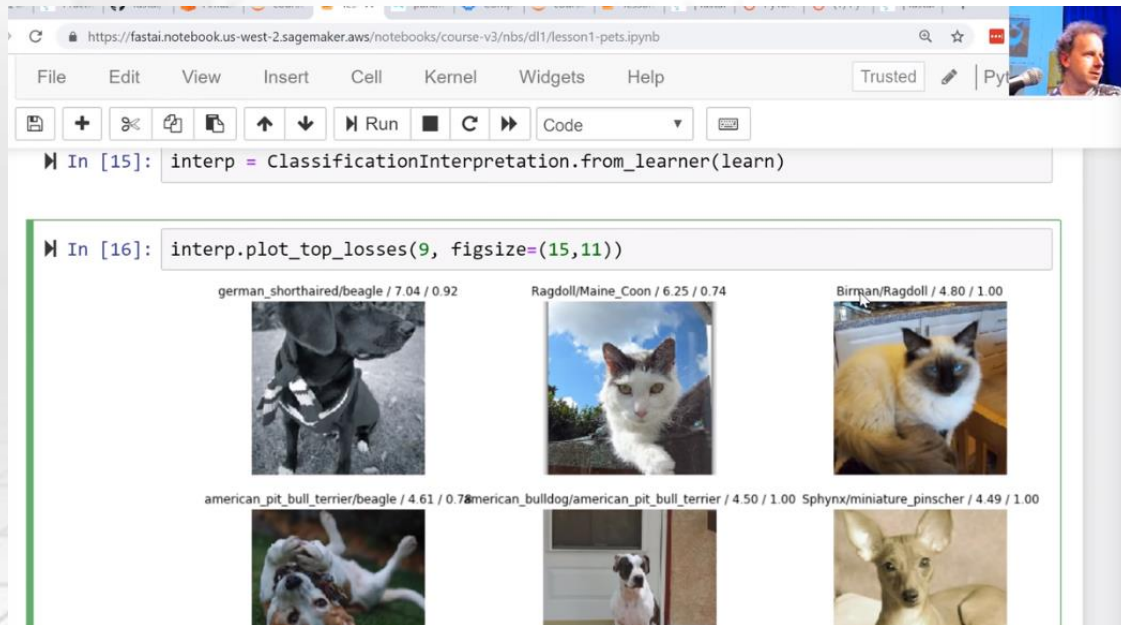 https://fastai.notebook.us-west-2.sagemaker.aws/notebooks/course-v3/nbs/dl1/lesson1-pets.ipynb
File Edit View Insert Cell Kernel Widgets Help Trusted
Run Code
In [15]: interp = ClassificationInterpretation.from_learner(learn)
In [16]: interp.plot_top_losses(9, figsize=(15,11))
german_shorthaired/beagle / 7.04 / 0.92 Ragdoll/Maine_Coon / 6.25 / 0.74 Birman/Ragdoll / 4.80 / 1.00
american_pit_bull_terrier/beagle / 4.61 / american_bulldog/american_pit_bull_terrier / 4.50 / 1.00 Sphynx/miniature_pinscher / 4.49 / 1.00